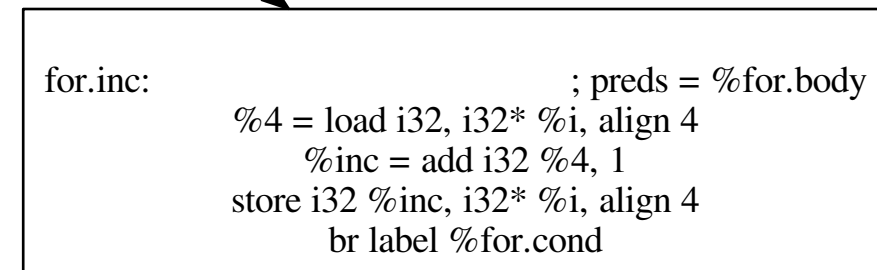 for.inc: ; preds = %for.body
%4 = load i32, i32* %i, align 4
%inc = add i32 %4, 1
store i32 %inc, i32* %i, align 4
br label %for.cond